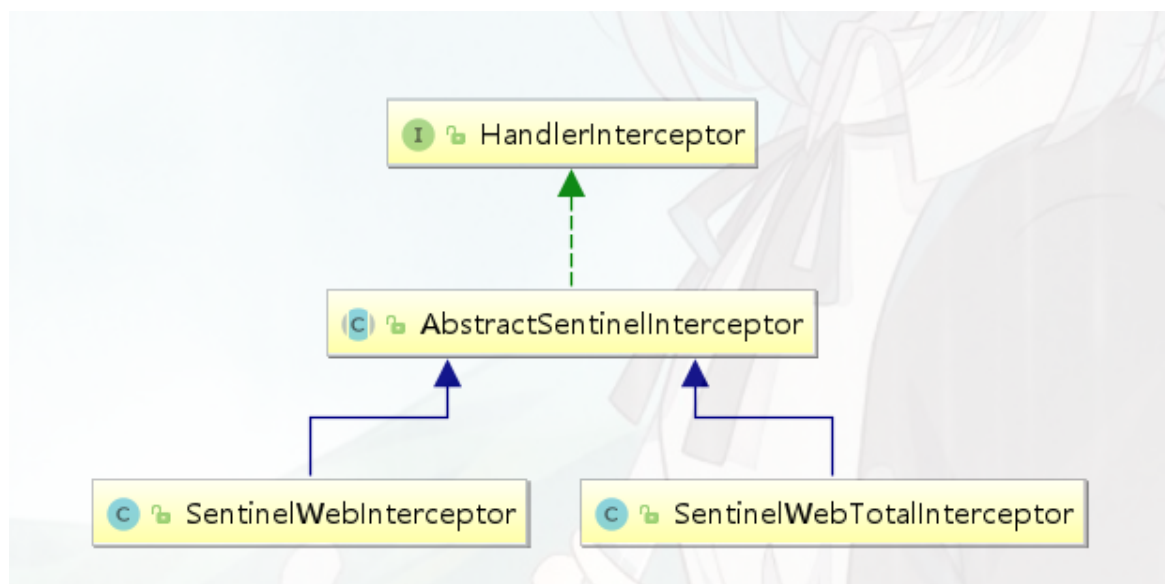 I HandlerInterceptor
C AbstractSentinelInterceptor
C SentinelWebInterceptor
C SentinelWebTotalInterceptor